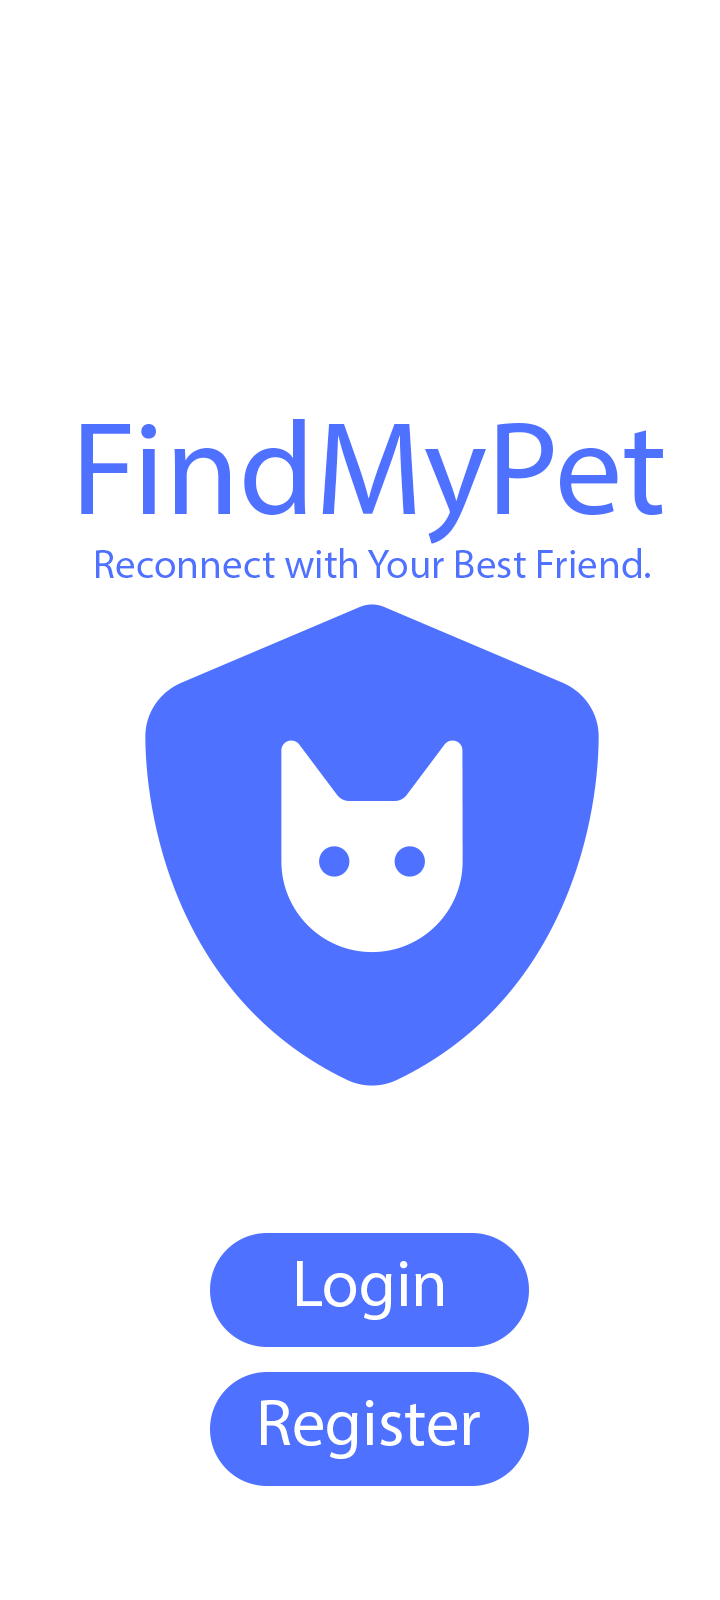 FindMyPet
Reconnect with Your Best Friend.
Login
Register